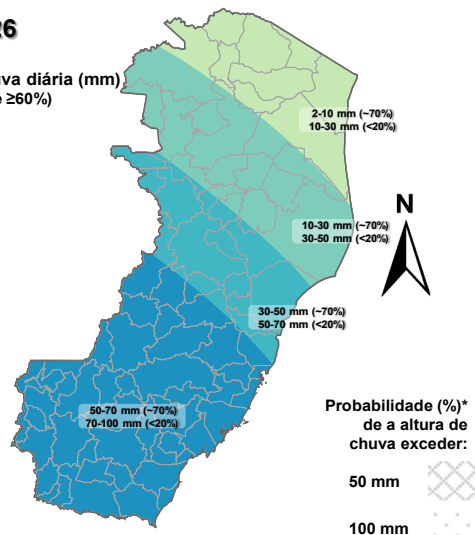 26
uva diária (mm)
e ≥60%)
2-10 mm (~70%)
10-30 mm (<20%)
10-30 mm (~70%)
30-50 mm (<20%)
N
30-50 mm (~70%)
50-70 mm (<20%)
50-70 mm (~70%)
70-100 mm (<20%)
Probabilidade (%)*
de a altura de
chuva exceder:
50 mm
100 mm